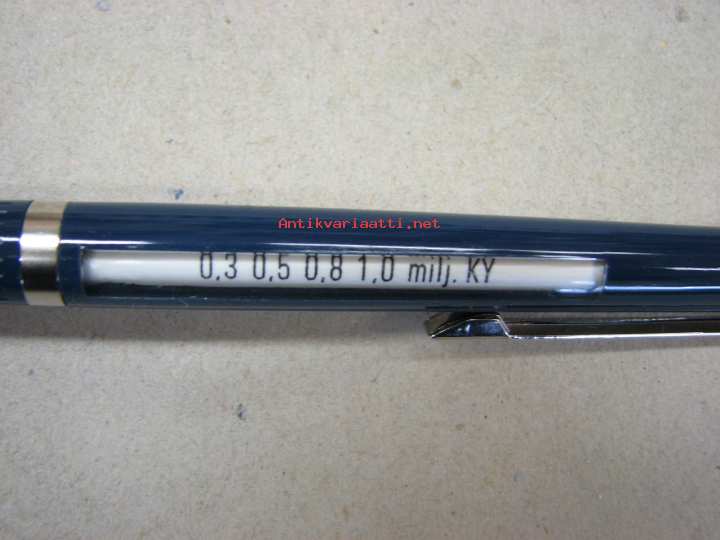 Antikvariaatti.net
0,3 0,5 0,8 1,0 milj. KY